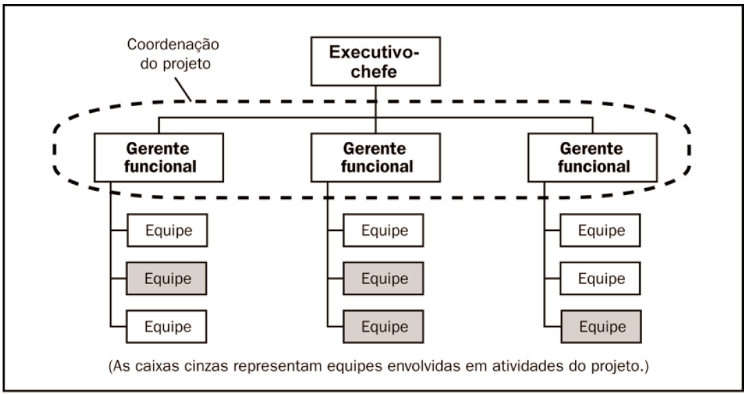 Coordenação
do projeto
Executivo-
chefe
Gerente
funcional
Gerente
funcional
Gerente
funcional
Equipe
Equipe
Equipe
Equipe
Equipe
Equipe
Equipe
Equipe
Equipe
(As caixas cinzas representam equipes envolvidas em atividades do projeto.)